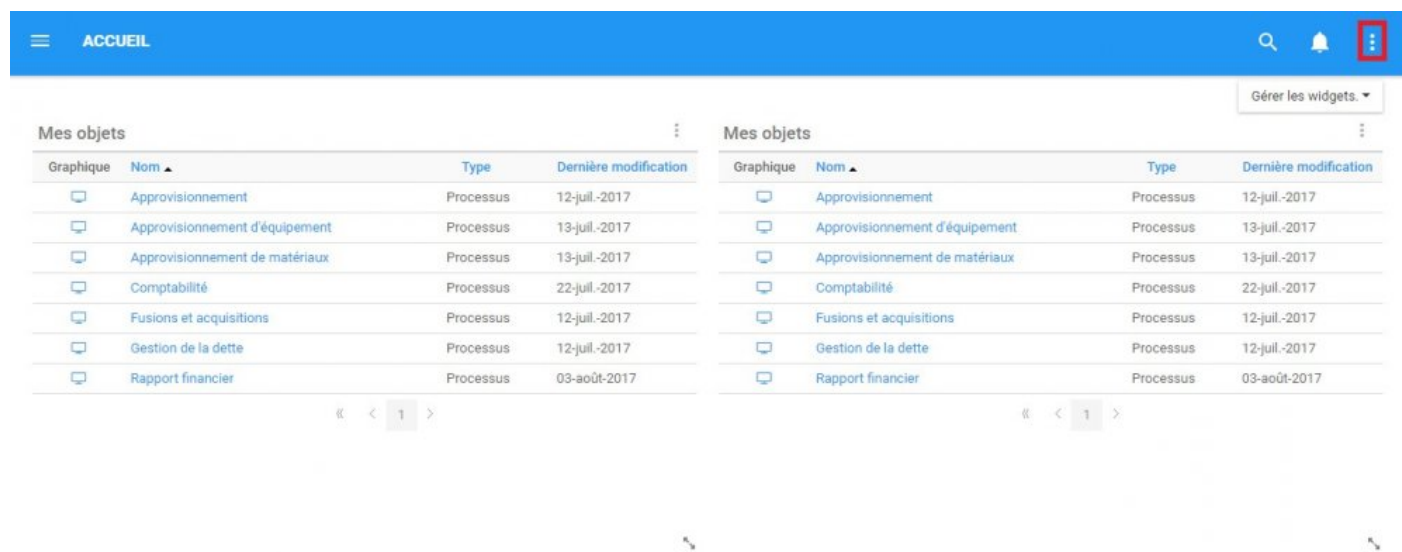 ACCUEIL
Gérer les widgets.
Mes objets
Graphique Nom Type Dernière modification
Approvisionnement Processus 12-juil.-2017
Approvisionnement d'équipement Processus 13-juil.-2017
Approvisionnement de matériaux Processus 13-juil.-2017
Comptabilité Processus 22-juil.-2017
Fusions et acquisitions Processus 12-juil.-2017
Gestion de la dette Processus 12-juil.-2017
Rapport financier Processus 03-août-2017
« < 1 >
Mes objets
Graphique Nom Type Dernière modification
Approvisionnement Processus 12-juil.-2017
Approvisionnement d'équipement Processus 13-juil.-2017
Approvisionnement de matériaux Processus 13-juil.-2017
Comptabilité Processus 22-juil.-2017
Fusions et acquisitions Processus 12-juil.-2017
Gestion de la dette Processus 12-juil.-2017
Rapport financier Processus 03-août-2017
« < 1 >